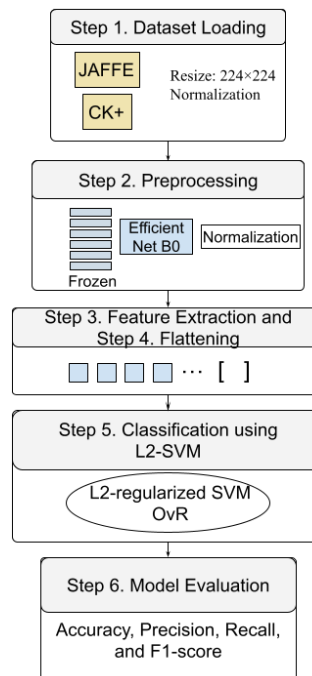 Step 1. Dataset Loading
JAFFE
CK+
Resize: 224×224
Normalization
Step 2. Preprocessing
Efficient
Net B0
Normalization
Frozen
Step 3. Feature Extraction and
Step 4. Flattening
... [ ]
Step 5. Classification using
L2-SVM
L2-regularized SVM
OvR
Step 6. Model Evaluation
Accuracy, Precision, Recall,
and F1-score